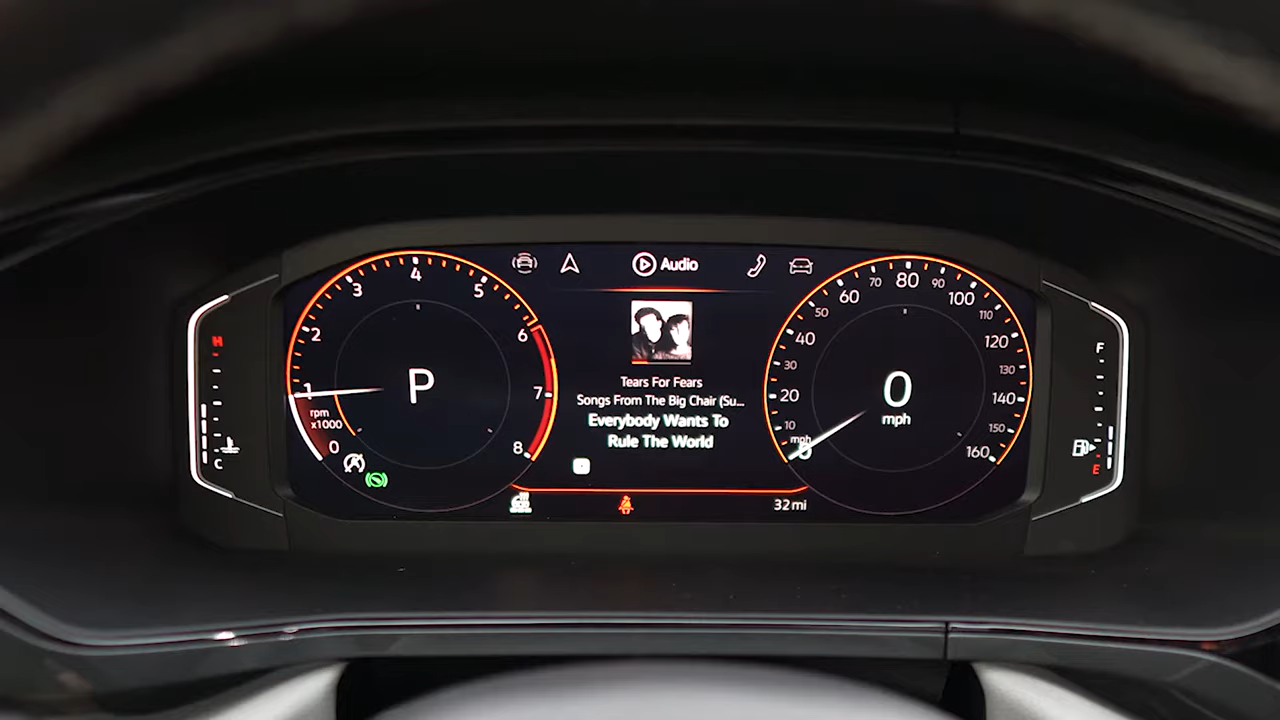 H
C
4
3
5
2
6
1
7
rpm
x1000
0
8
P
Audio
Tears For Fears
Songs From The Big Chair (Su...
Everybody Wants To
Rule The World
32 mi
80
70
90
60
100
50
110
40
120
30
130
20
140
10
150
mph
0
160
0
mph
F
E